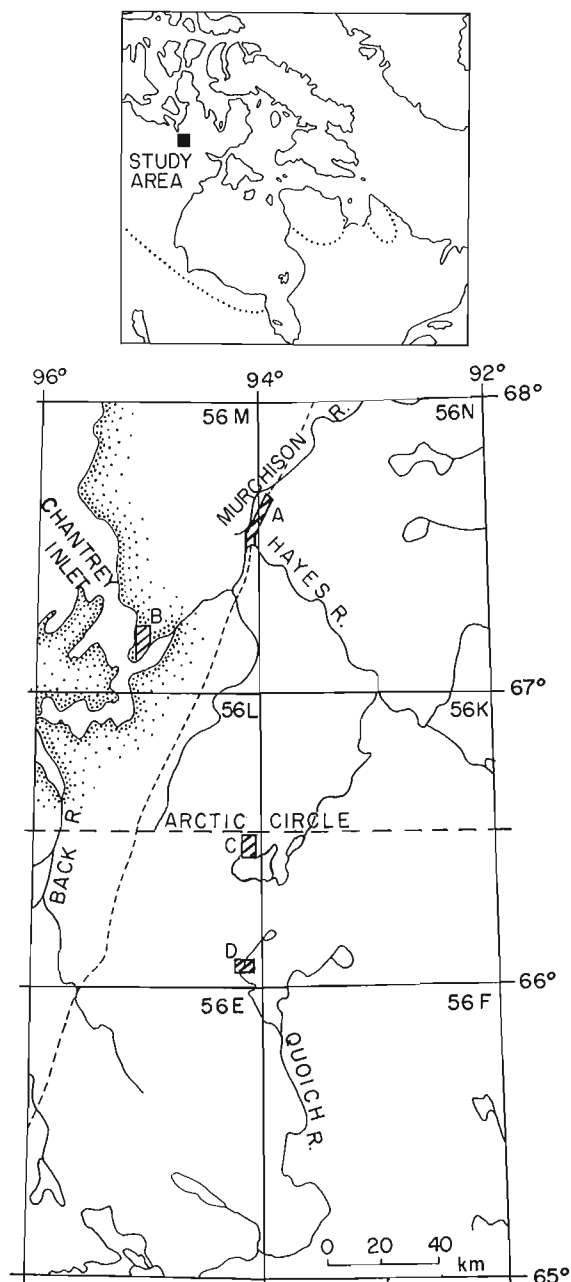 STUDY
AREA
96°
94°
92°
68°
56 M
56 N
MURCHISON R.
A
CHANTREY
INLET
HAYES R.
B
67°
56L
56K
ARCTIC CIRCLE
C
BACK R.
D
66°
56E
56 F
QUOICH R.
0 20 40
km
65°